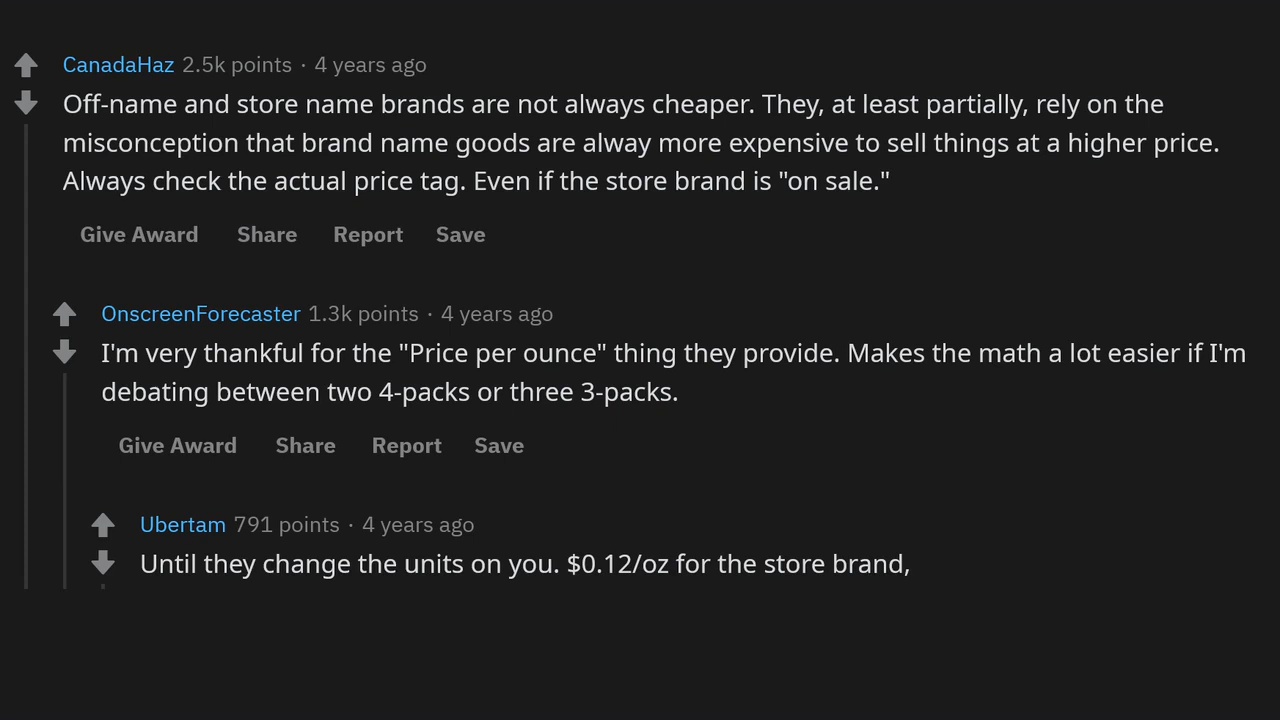 CanadaHaz 2.5k points · 4 years ago
Off-name and store name brands are not always cheaper. They, at least partially, rely on the
misconception that brand name goods are alway more expensive to sell things at a higher price.
Always check the actual price tag. Even if the store brand is "on sale."
Give Award Share Report Save
OnscreenForecaster 1.3k points · 4 years ago
I'm very thankful for the "Price per ounce" thing they provide. Makes the math a lot easier if I'm
debating between two 4-packs or three 3-packs.
Give Award Share Report Save
Ubertam 791 points · 4 years ago
Until they change the units on you. $0.12/oz for the store brand,